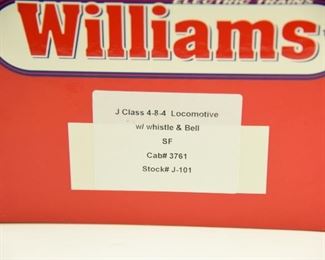 ELECTRIC TRAINS
Williams
J Class 4-8-4 Locomotive
w/ whistle & Bell
SF
Cab# 3761
Stock# J-101